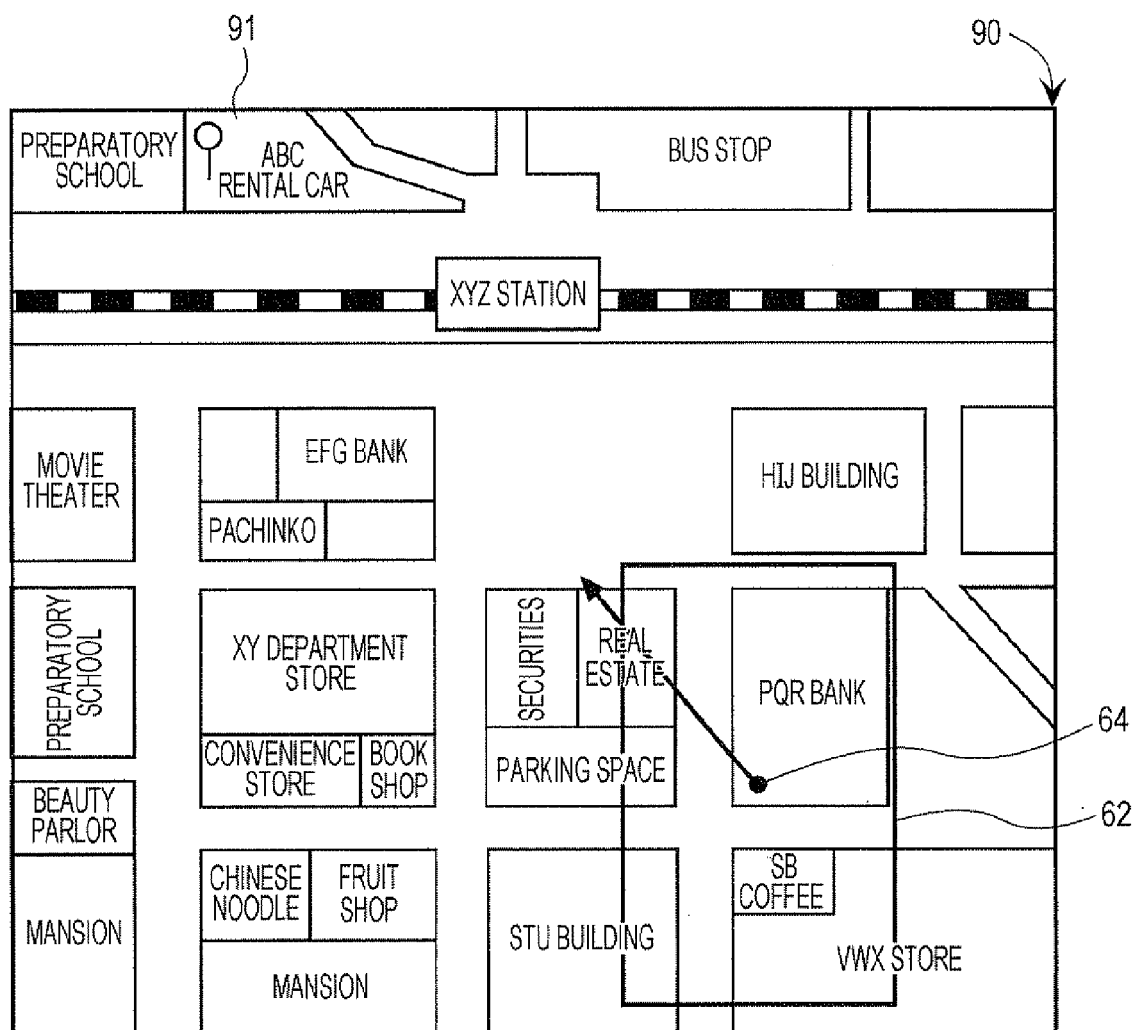 91
90
PREPARATORY
SCHOOL
ABC
RENTAL CAR
BUS STOP
XYZ STATION
MOVIE
THEATER
EFG BANK
PACHINKO
HIJ BUILDING
PREPARATORY
SCHOOL
XY DEPARTMENT
STORE
SECURITIES
REAL
ESTATE
PQR BANK
64
CONVENIENCE
STORE
BOOK
SHOP
PARKING SPACE
62
BEAUTY
PARLOR
CHINESE
NOODLE
FRUIT
SHOP
SB
COFFEE
MANSION
STU BUILDING
VWX STORE
MANSION